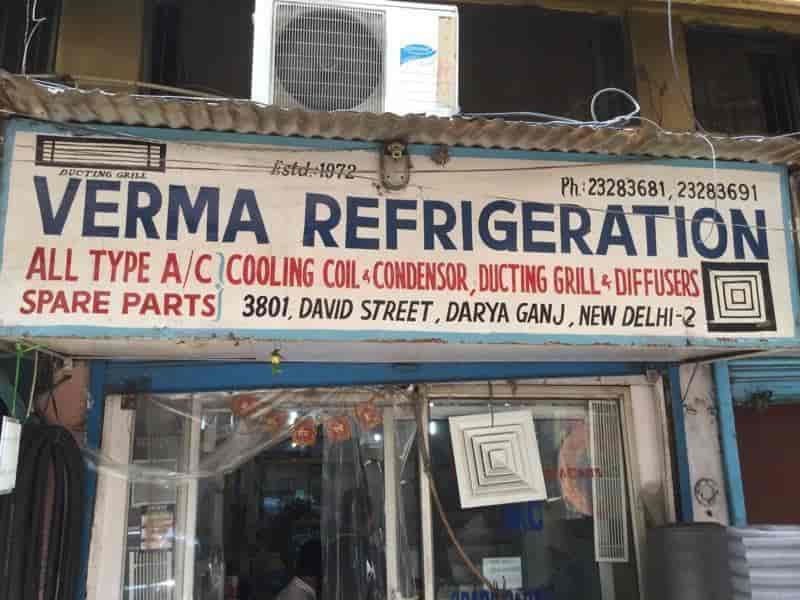 DUCTING GRILL
Estd.:1972
Ph: 23283681, 23283691
VERMA REFRIGERATION
ALL TYPE A/C
SPARE PARTS
COOLING COIL & CONDENSOR, DUCTING GRILL & DIFFUSERS
3801, DAVID STREET, DARYA GANJ, NEW DELHI-2